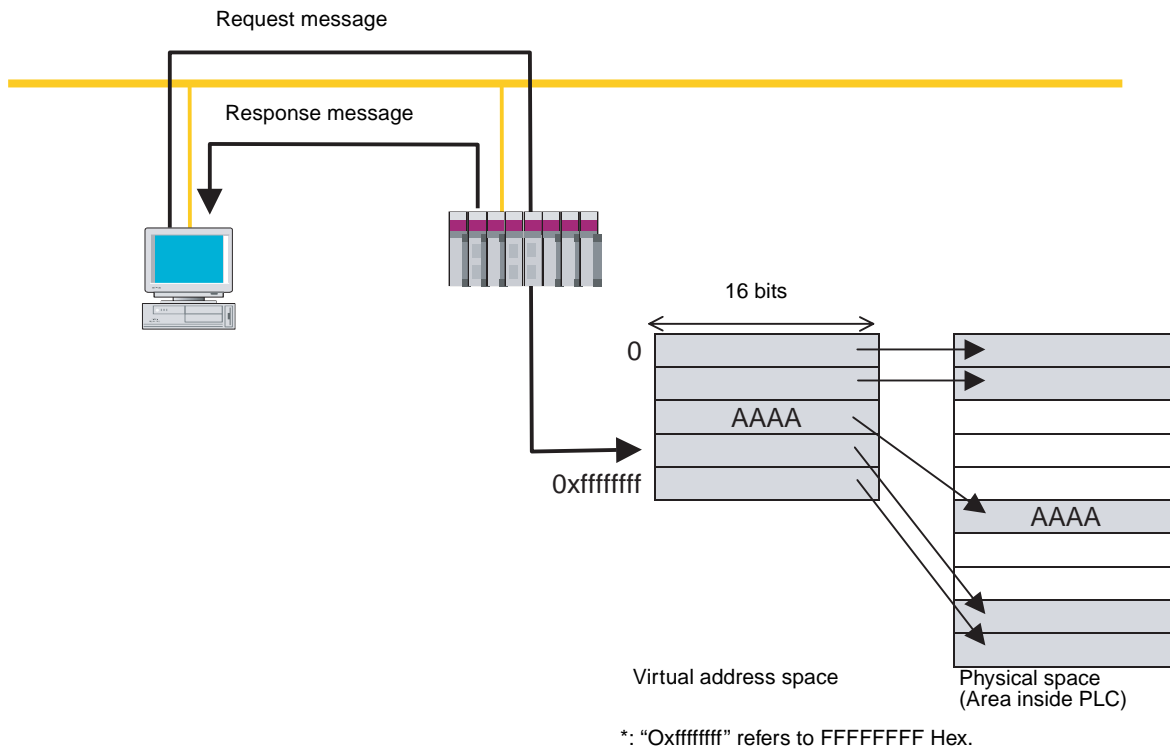 Request message
Response message
16 bits
0
AAAA
0xffffffff
AAAA
Virtual address space
Physical space
(Area inside PLC)
*: “Oxffffffff” refers to FFFFFFFF Hex.